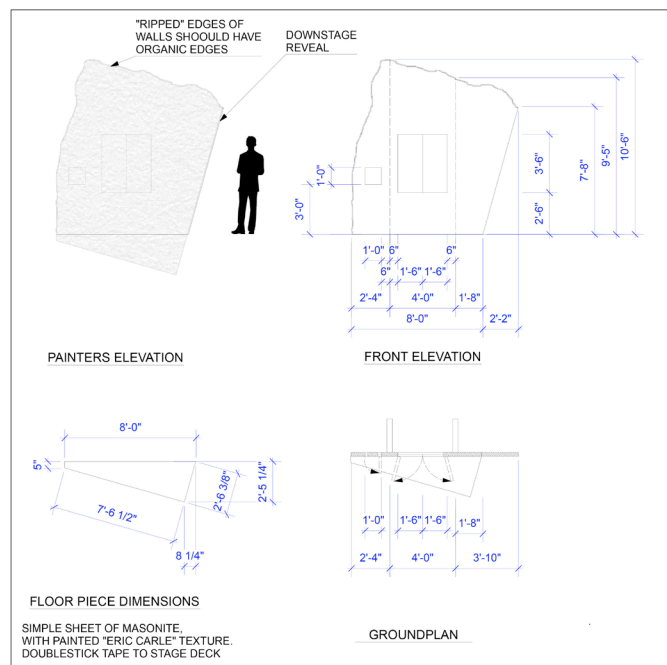 "RIPPED" EDGES OF
WALLS SHOOULD HAVE
ORGANIC EDGES
DOWNSTAGE
REVEAL
1'-0"
3'-0"
3'-6"
2'-6"
7'-8"
9'-5"
10'-6"
1'-0" 6" 6"
6" 1'-6" 1'-6"
2'-4" 4'-0" 1'-8"
8'-0" 2'-2"
PAINTERS ELEVATION
FRONT ELEVATION
8'-0"
5"
7'-6 1/2"
2'-6 3/8"
2'-5 1/4"
8 1/4"
1'-0" 1'-6" 1'-6" 1'-8"
2'-4" 4'-0" 3'-10"
FLOOR PIECE DIMENSIONS
SIMPLE SHEET OF MASONITE,
WITH PAINTED "ERIC CARLE" TEXTURE.
DOUBLESTICK TAPE TO STAGE DECK
GROUNDPLAN